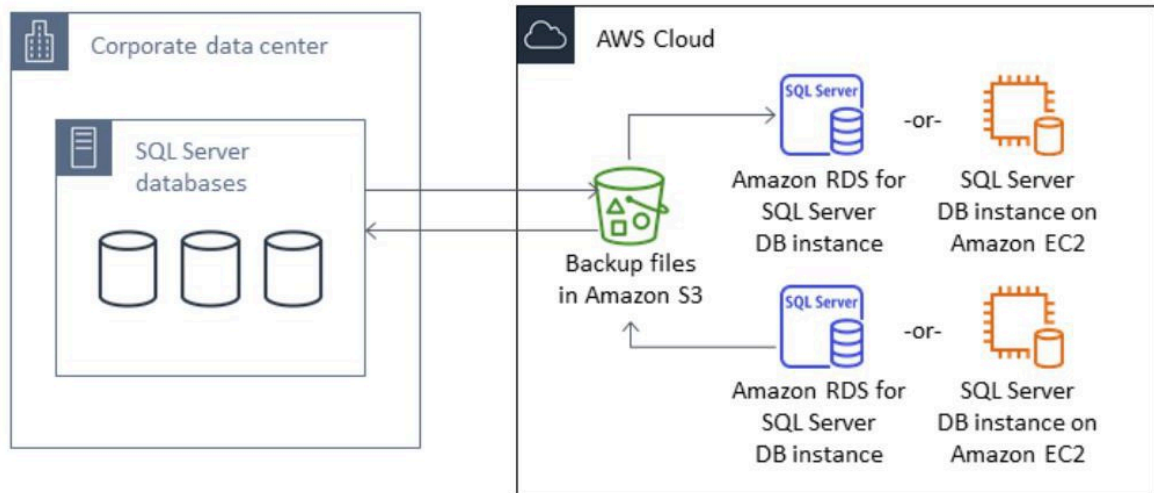 Corporate data center
SQL Server
databases
AWS Cloud
SQL Server
-or-
Amazon RDS for
SQL Server
DB instance
SQL Server
DB instance on
Amazon EC2
Backup files
in Amazon S3
SQL Server
-or-
Amazon RDS for
SQL Server
DB instance
SQL Server
DB instance on
Amazon EC2